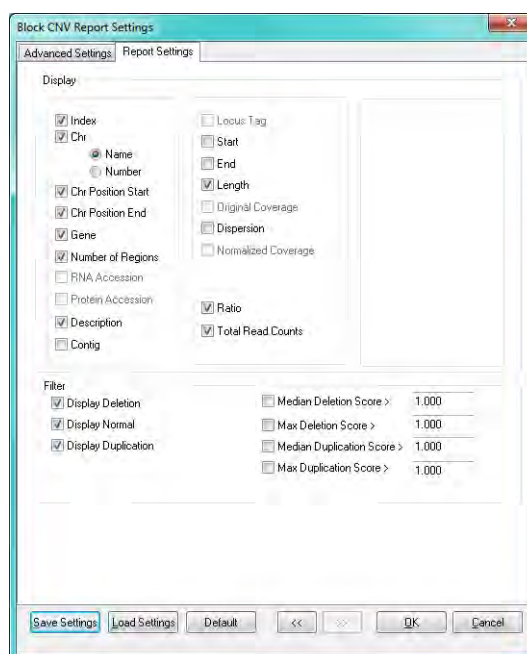 Block CNV Report Settings
Advanced Settings
Report Settings
Display
Index
Chr
Name
Number
Chr Position Start
Chr Position End
Gene
Number of Regions
RNA Accession
Protein Accession
Description
Contig
Locus Tag
Start
End
Length
Original Coverage
Dispersion
Normalized Coverage
Ratio
Total Read Counts
Filter
Display Deletion
Display Normal
Display Duplication
Median Deletion Score > 1.000
Max Deletion Score > 1.000
Median Duplication Score > 1.000
Max Duplication Score > 1.000
Save Settings Load Settings Default << >> OK Cancel